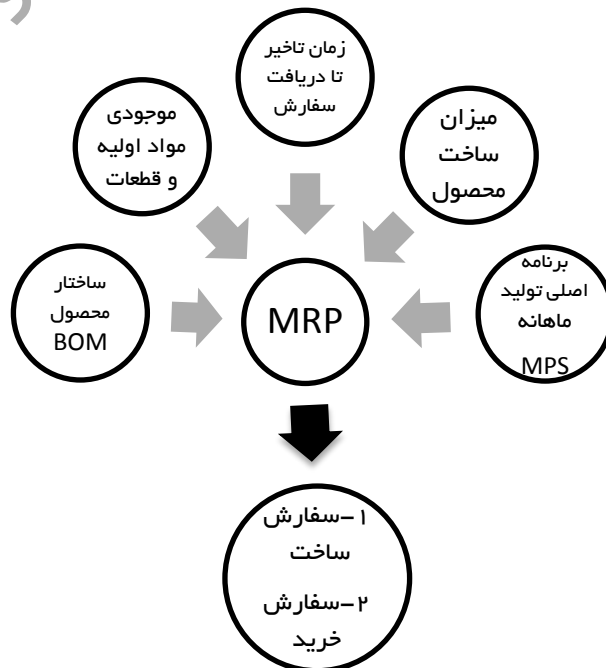 زمان تاخیر
تا دریافت
سفارش
موجودی
مواد اولیه
و قطعات
میزان
ساخت
محصول
ساختار
محصول
BOM
برنامه
اصلی تولید
ماهانه
MPS
MRP
۱-سفارش
ساخت
۲-سفارش
خرید